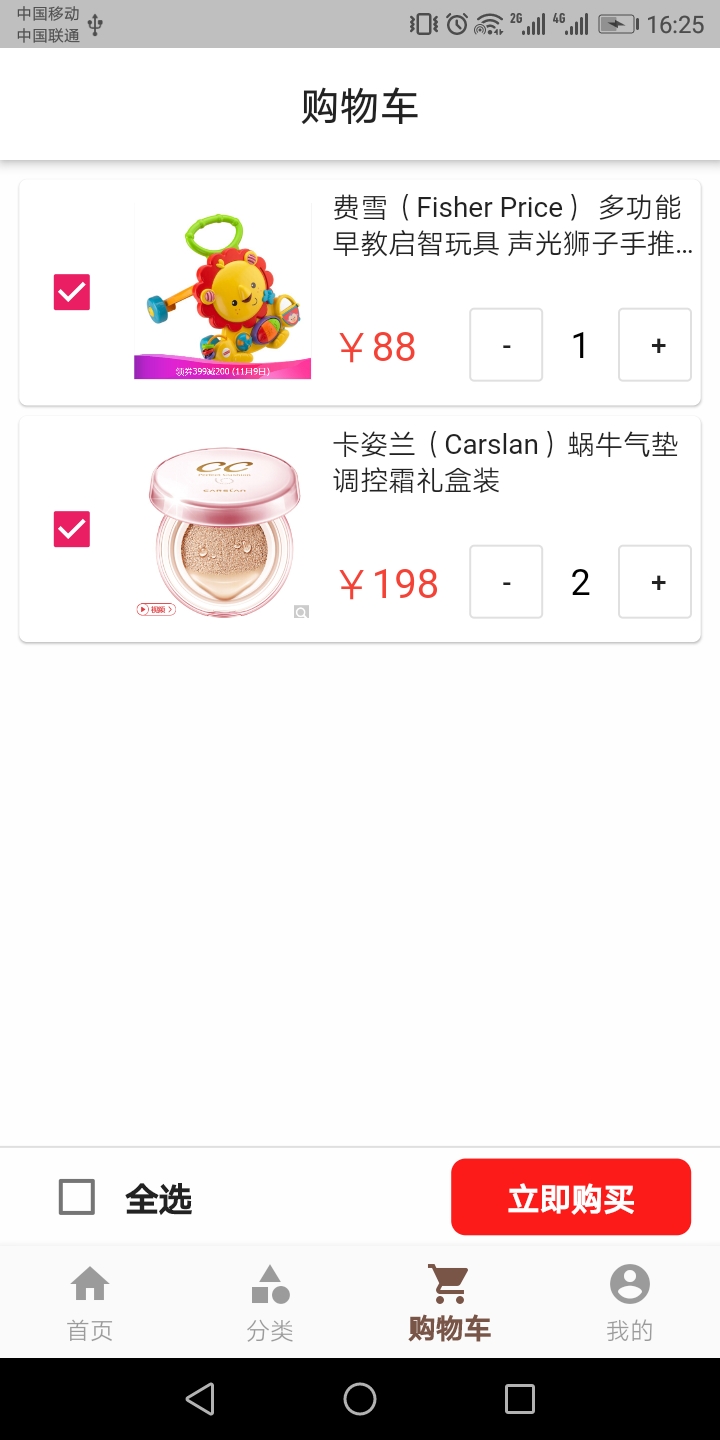 中国移动
中国联通
2G
4G
16:25
购物车
费雪（Fisher Price） 多功能
早教启智玩具 声光狮子手推...
￥88
-
1
+
领券399减200 (11月9日)
卡姿兰（Carslan）蜗牛气垫
调控霜礼盒装
CC
CARSLAN
视频
￥198
-
2
+
全选
立即购买
首页
分类
购物车
我的